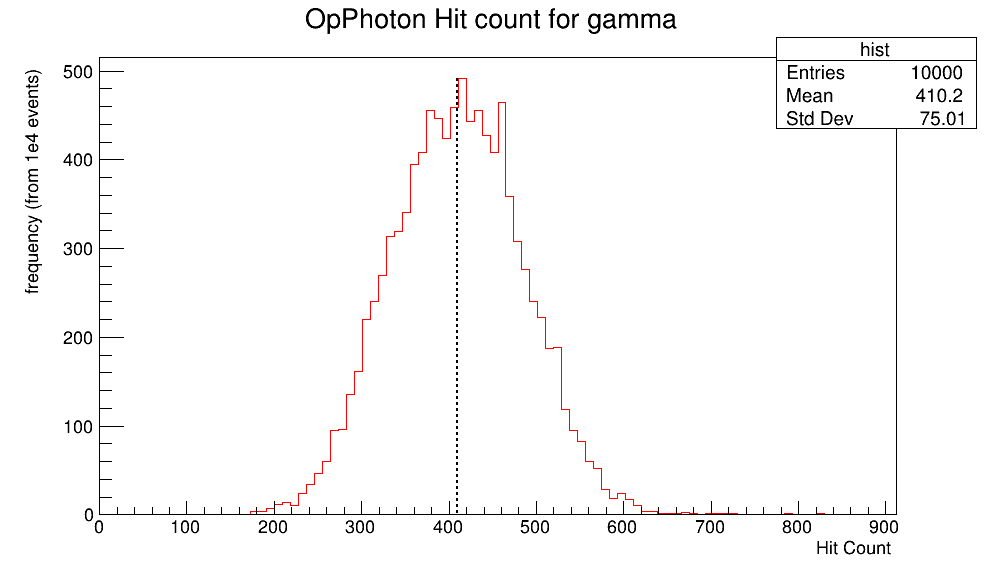 OpPhoton Hit count for gamma
hist
Entries 10000
Mean 410.2
Std Dev 75.01
frequency (from 1e4 events)
500
400
300
200
100
0
0 100 200 300 400 500 600 700 800 900
Hit Count